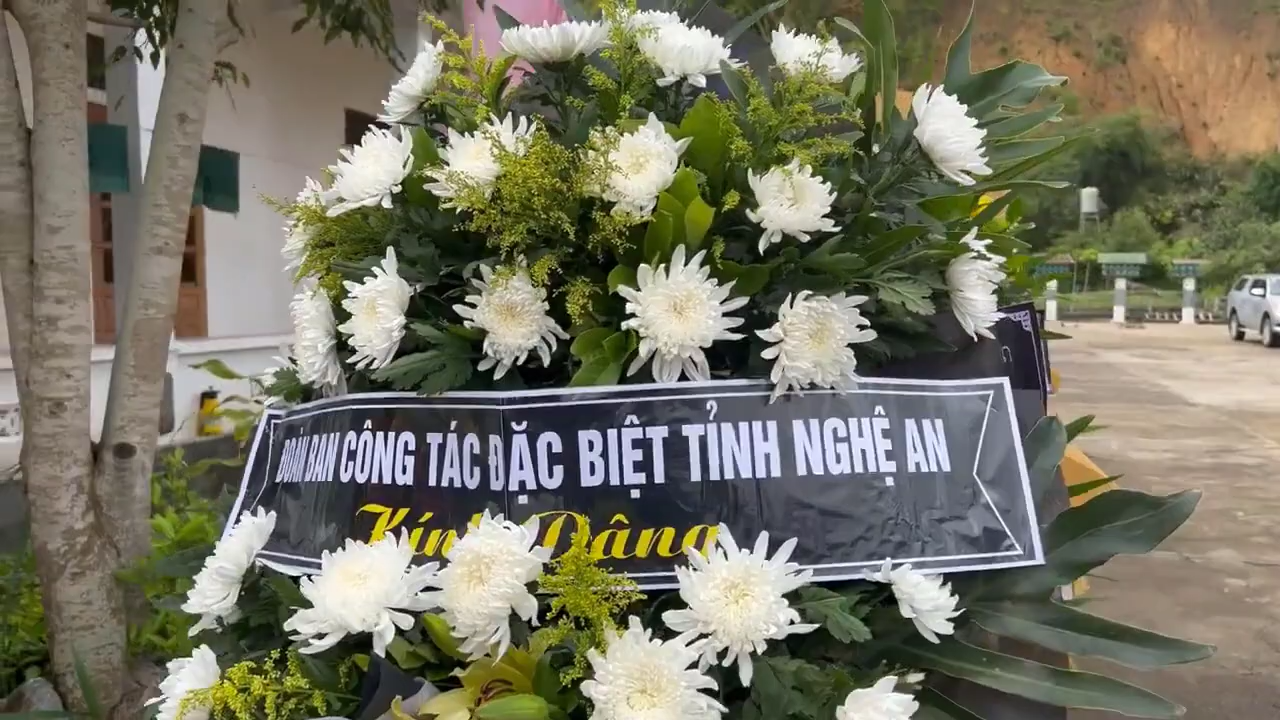 ĐOÀN BAN CÔNG TÁC ĐẶC BIỆT TỈNH NGHỆ AN
Kính Dâng